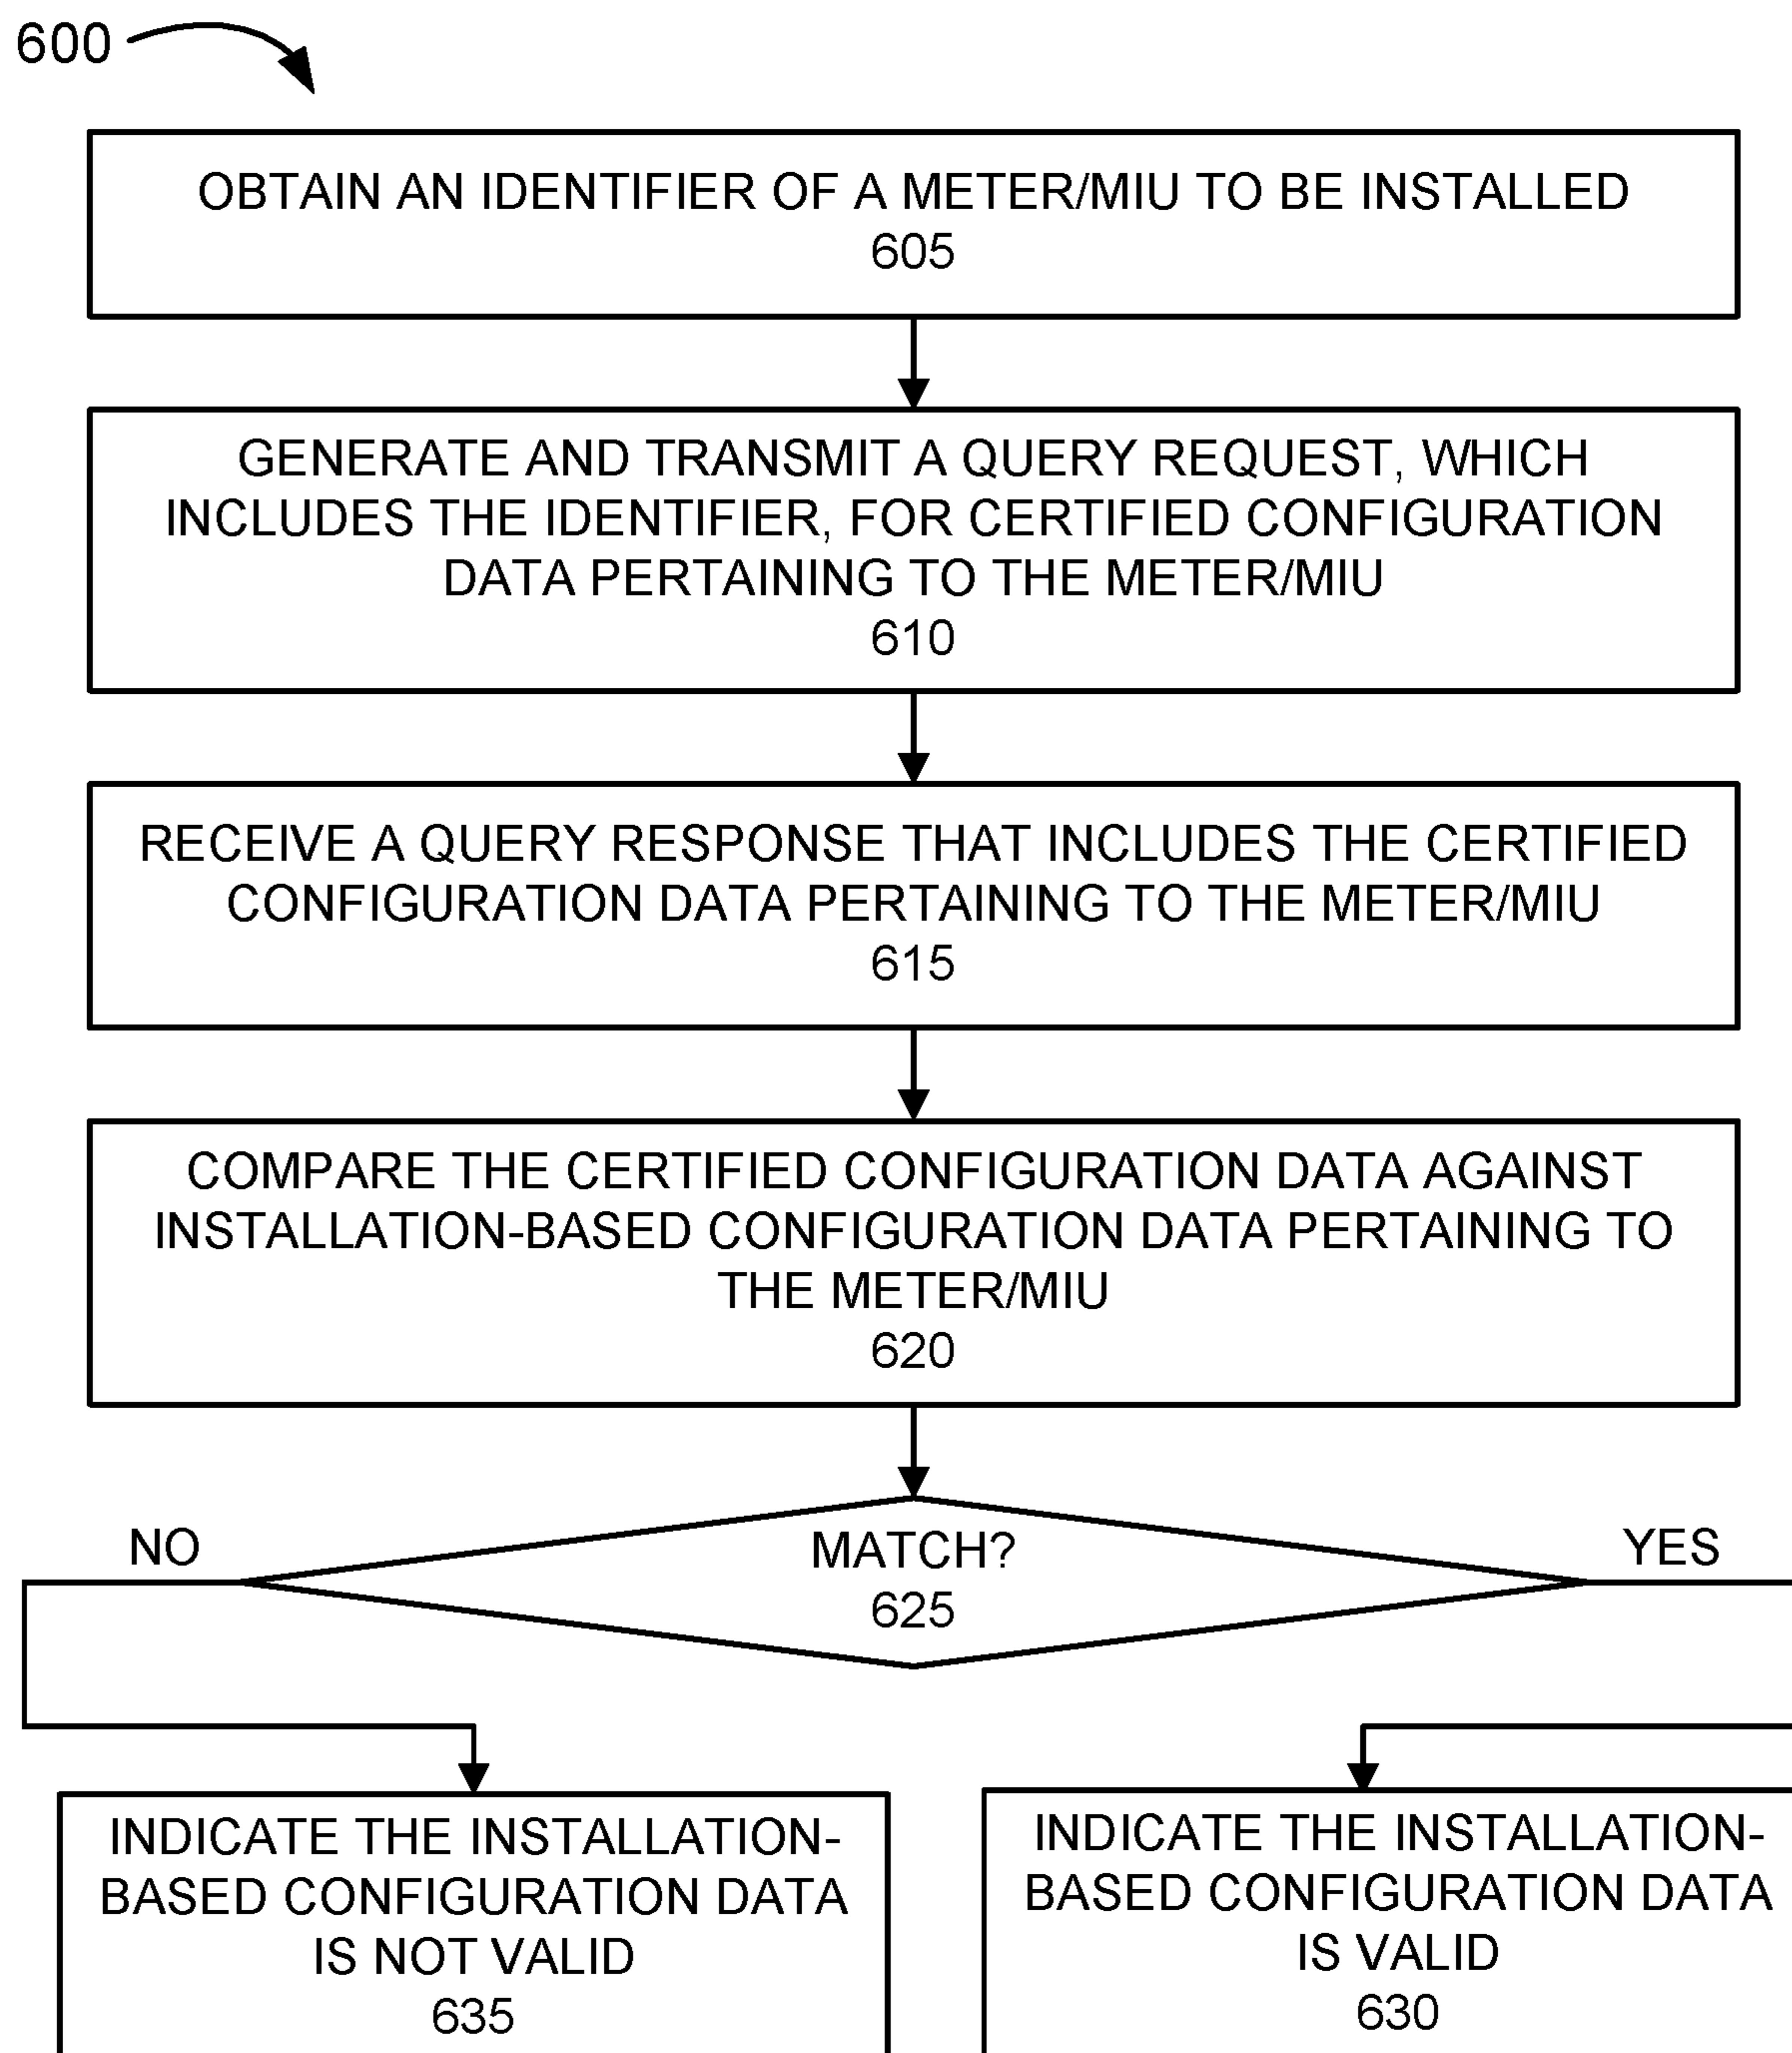 600
OBTAIN AN IDENTIFIER OF A METER/MIU TO BE INSTALLED
605
GENERATE AND TRANSMIT A QUERY REQUEST, WHICH
INCLUDES THE IDENTIFIER, FOR CERTIFIED CONFIGURATION
DATA PERTAINING TO THE METER/MIU
610
RECEIVE A QUERY RESPONSE THAT INCLUDES THE CERTIFIED
CONFIGURATION DATA PERTAINING TO THE METER/MIU
615
COMPARE THE CERTIFIED CONFIGURATION DATA AGAINST
INSTALLATION-BASED CONFIGURATION DATA PERTAINING TO
THE METER/MIU
620
NO
MATCH?
625
YES
INDICATE THE INSTALLATION-
BASED CONFIGURATION DATA
IS NOT VALID
635
INDICATE THE INSTALLATION-
BASED CONFIGURATION DATA
IS VALID
630